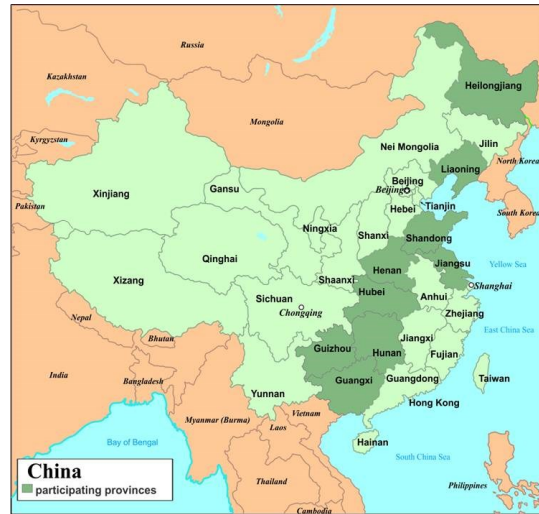 Russia
Kazakhstan
Heilongjiang
Mongolia
Nei Mongolia
Jilin
Kyrgyzstan
Liaoning
North Korea
Beijing
Beijing
Xinjiang
Gansu
Tianjin
Hebei
Pakistan
South Korea
Ningxia
Shanxi
Shandong
Qinghai
Henan
Jiangsu
Yellow Sea
Xizang
Shaanxi
Shanghai
Hubei
Anhui
Sichuan
Chongqing
Zhejiang
Nepal
East China Sea
Bhutan
Guizhou
Hunan
Jiangxi
Fujian
India
Bangladesh
Guangxi
Guangdong
Taiwan
Yunnan
Hong Kong
Vietnam
Myanmar (Burma)
Laos
Bay of Bengal
Hainan
South China Sea
China
participating provinces
Thailand
Philippines
Cambodia